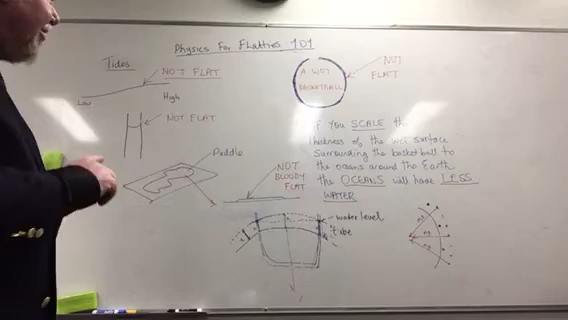 Physics For Flatties 101
Tides
NOT FLAT
Low
High
NOT FLAT
Puddle
NOT
BLOODY
FLAT
A WET
BASKETBALL
NOT
FLAT
If you SCALE the
thickness of the wet surface
surrounding the basketball to
the oceans around the Earth
the OCEANS will have LESS
WATER
water level
tube